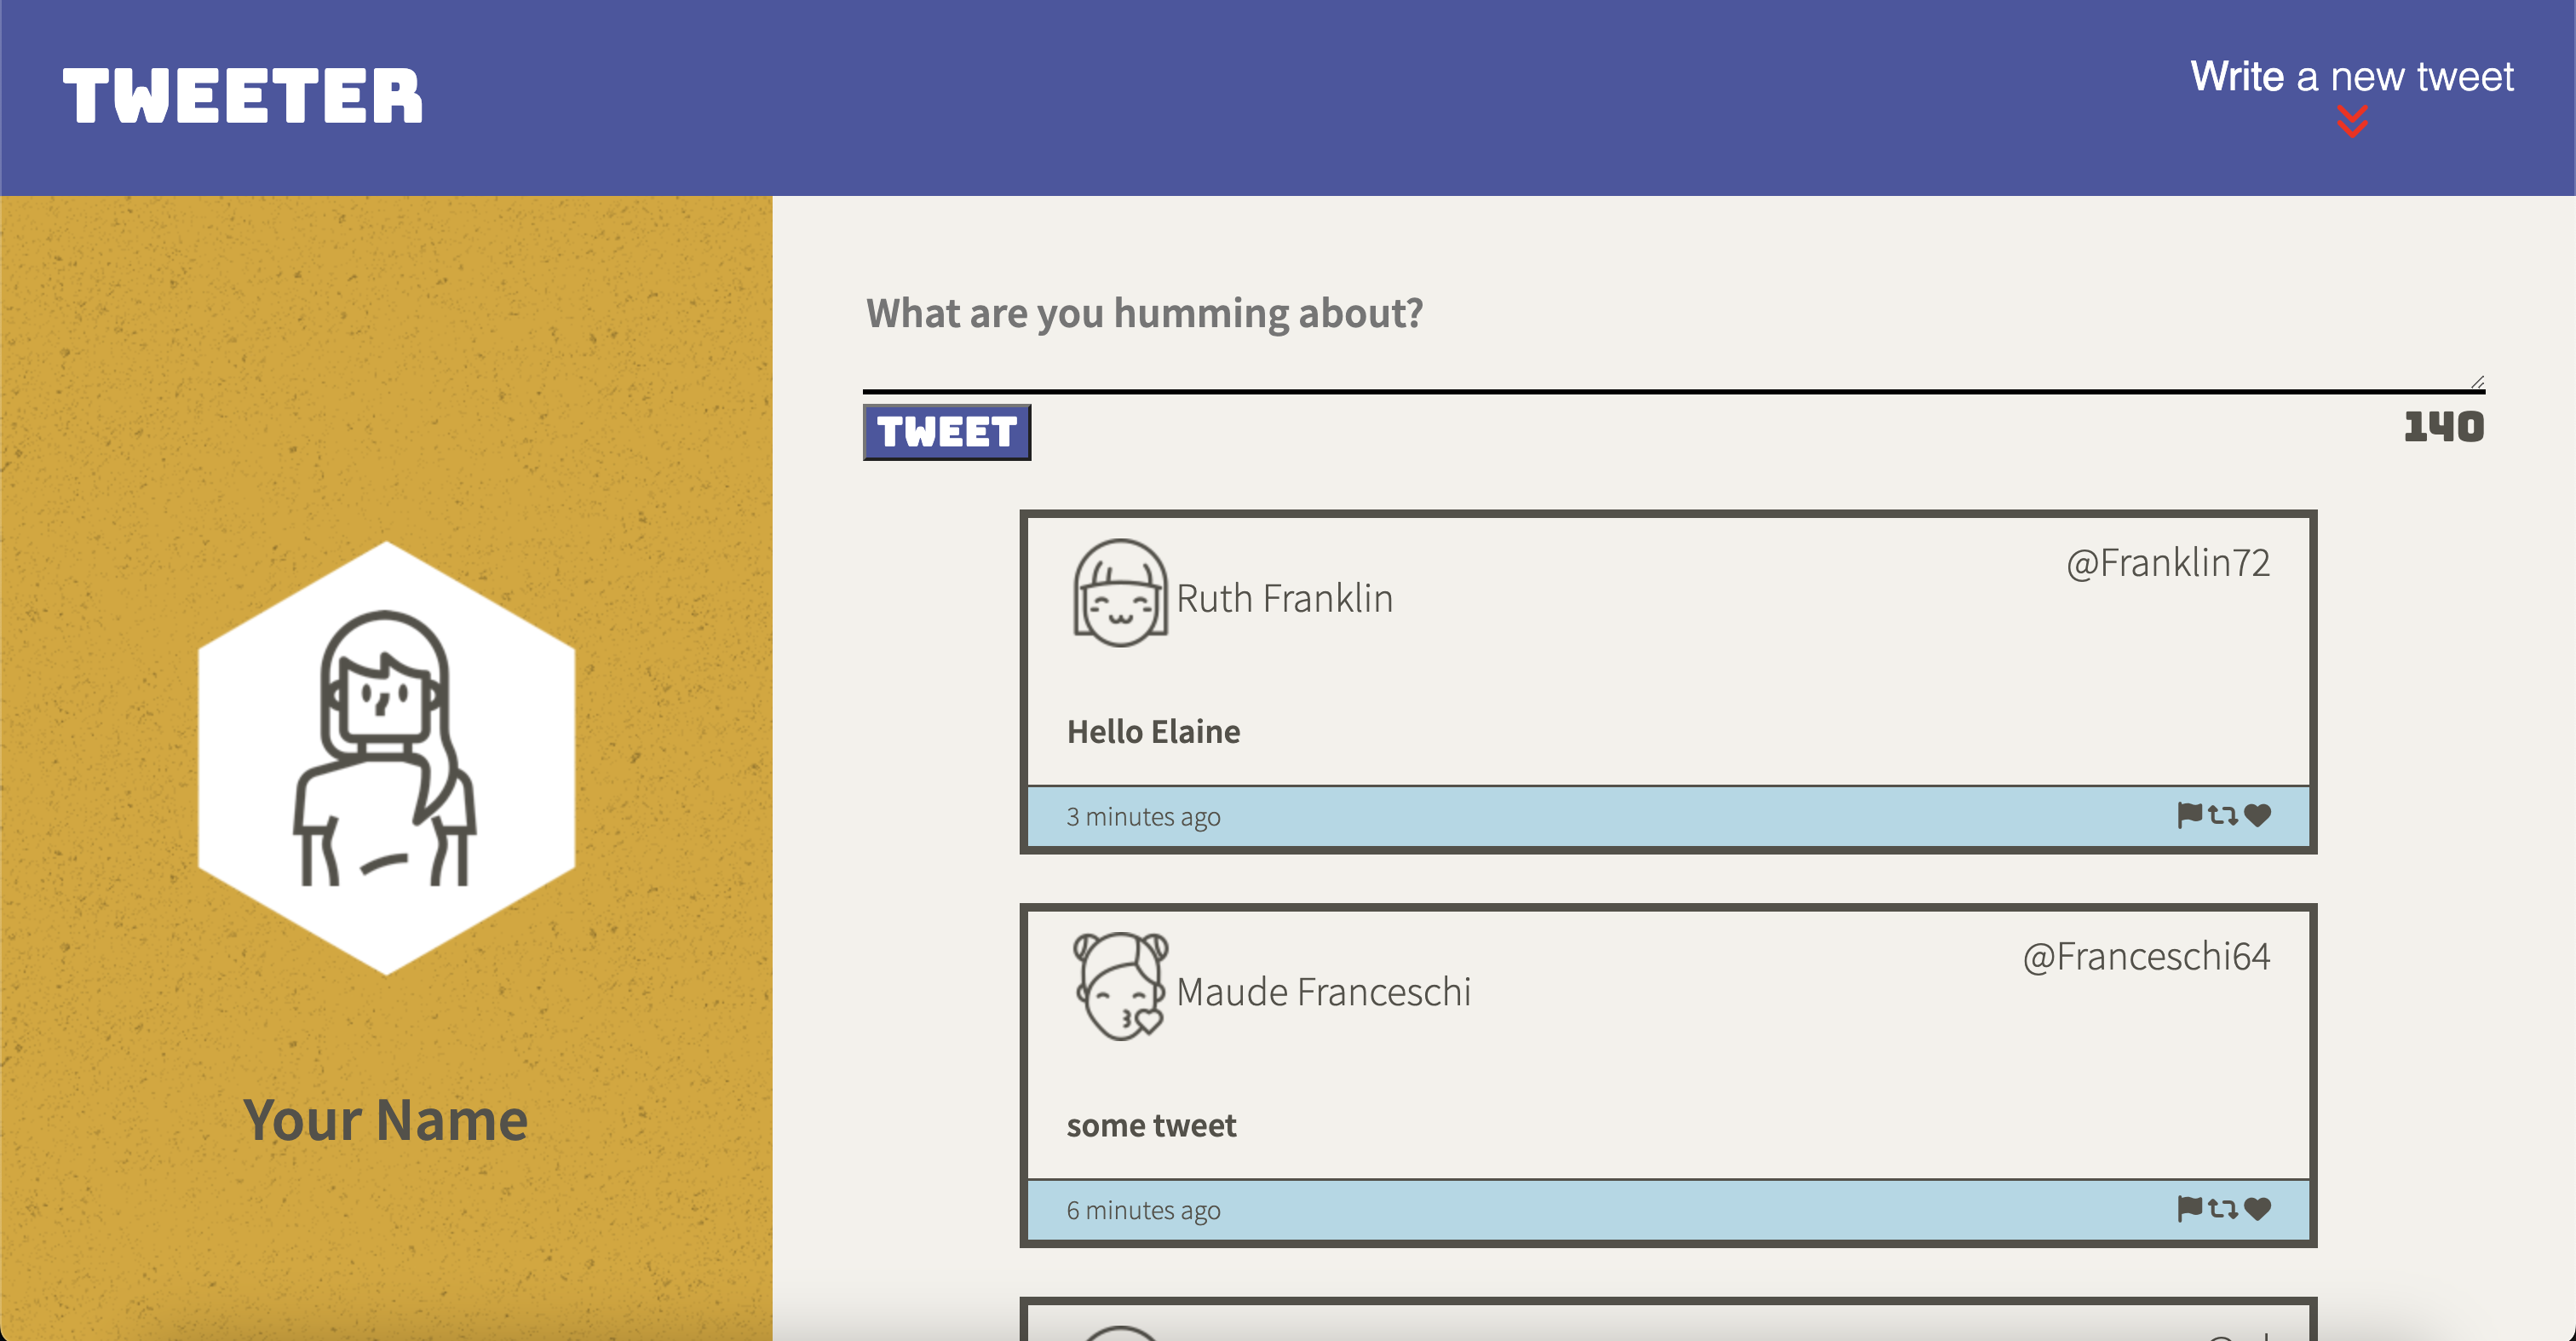 TWEETER
Write a new tweet
What are you humming about?
TWEET
140
@Franklin72
Ruth Franklin
Hello Elaine
3 minutes ago
@Franceschi64
Maude Franceschi
some tweet
6 minutes ago
Your Name